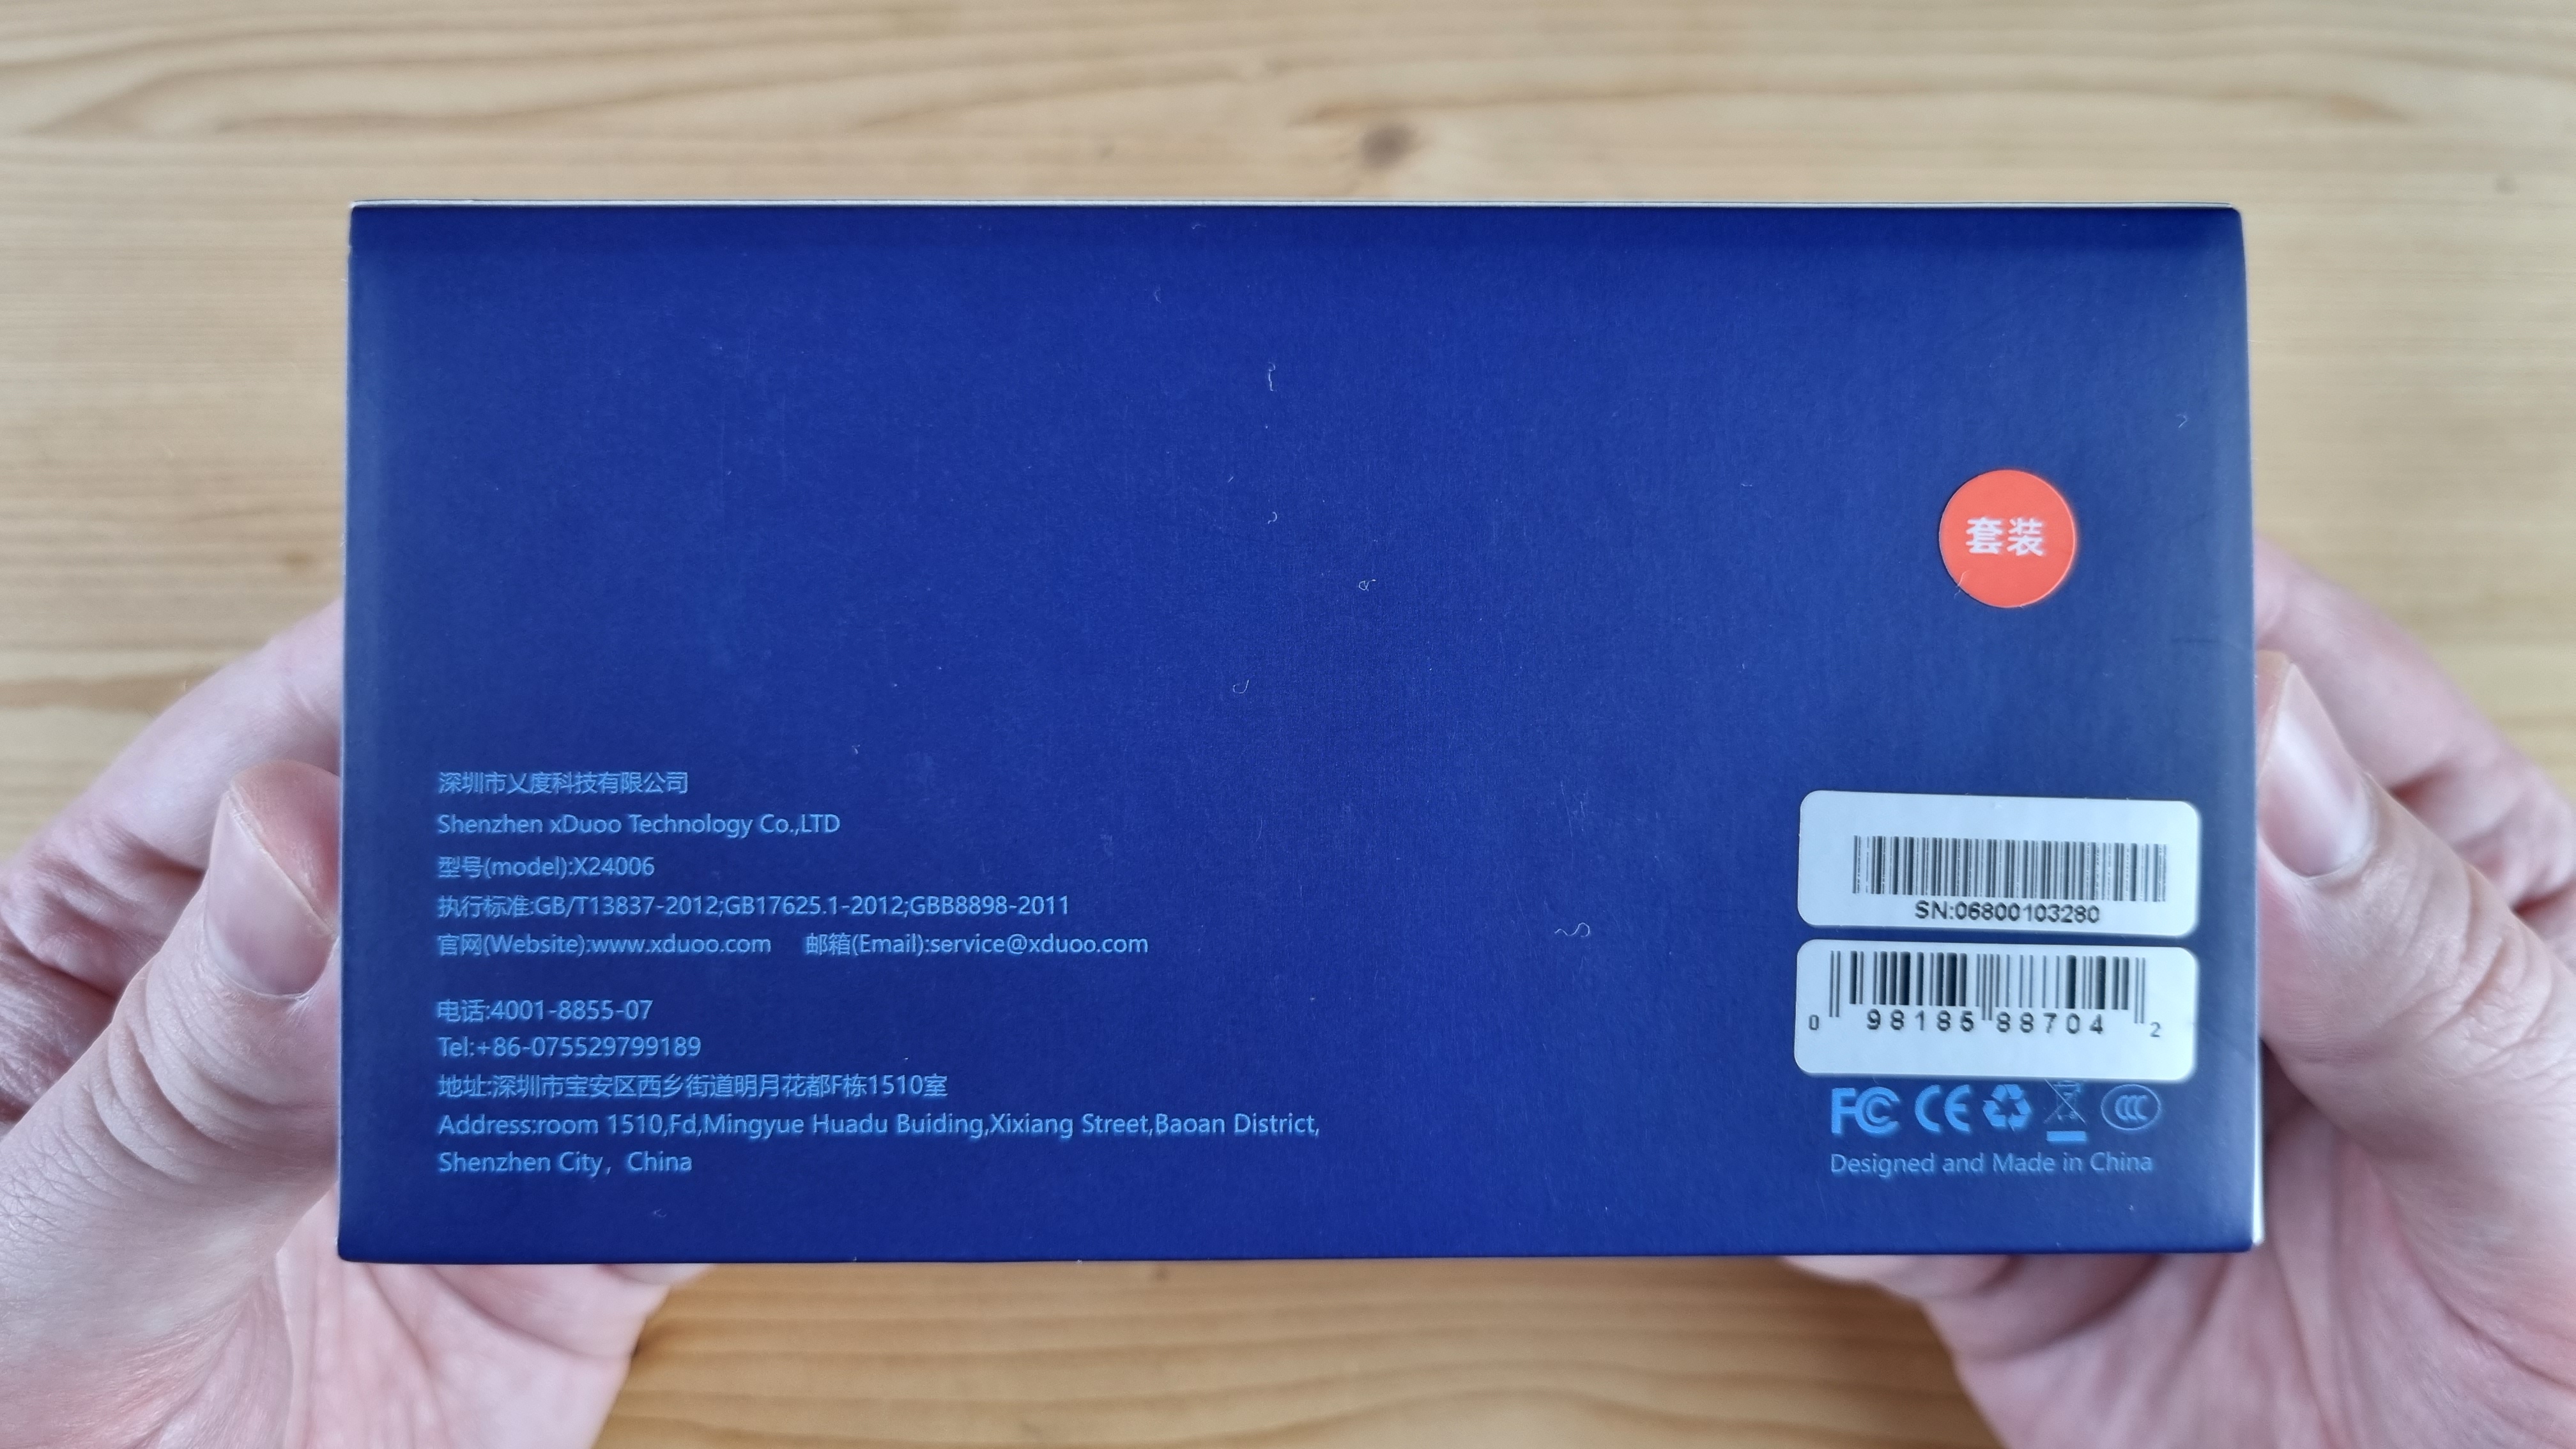 套装
深圳市乂度科技有限公司
Shenzhen xDuoo Technology Co.,LTD
型号(model):X24006
执行标准:GB/T13837-2012;GB17625.1-2012;GBB8898-2011
官网(Website):www.xduoo.com 邮箱(Email):service@xduoo.com
电话:4001-8855-07
Tel:+86-075529799189
地址:深圳市宝安区西乡街道明月花都F栋1510室
Address:room 1510,Fd,Mingyue Huadu Buiding,Xixiang Street,Baoan District,
Shenzhen City，China
SN:06800103280
0 98185 88704 2
FC CE CCC
Designed and Made in China